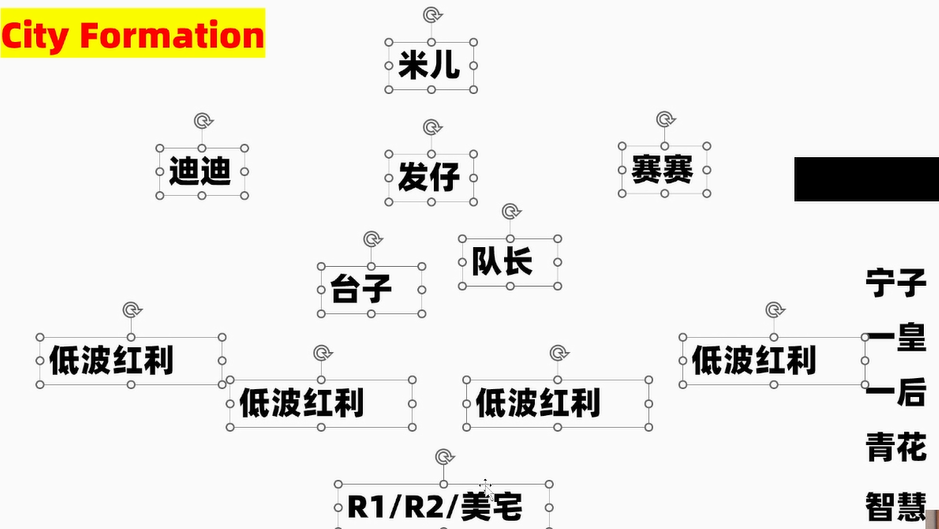 City Formation
米儿
迪迪
发仔
赛赛
队长
台子
低波红利
低波红利
低波红利
低波红利
R1/R2/美宅
宁子
一皇
一后
青花
智慧